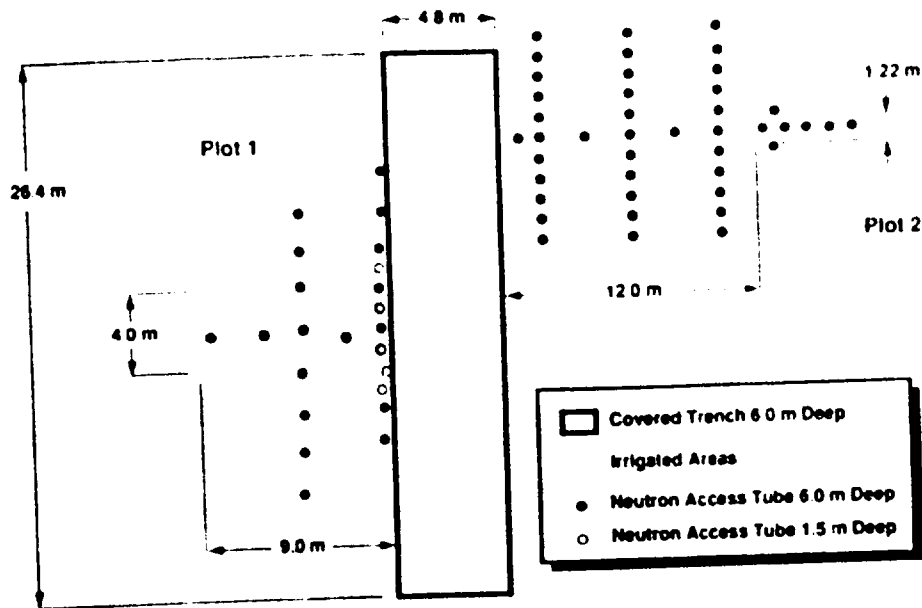 4.8 m
1.22 m
Plot 1
26.4 m
Plot 2
12.0 m
4.0 m
Covered Trench 6.0 m Deep
Irrigated Areas
Neutron Access Tube 6.0 m Deep
Neutron Access Tube 1.5 m Deep
9.0 m